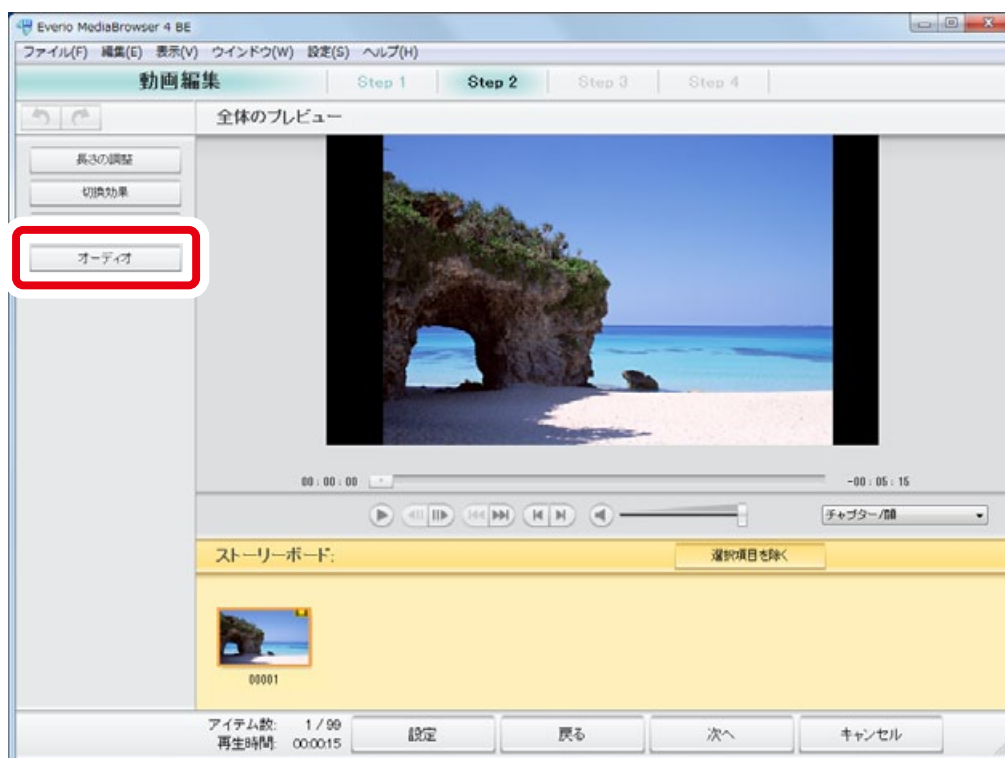 Everio MediaBrowser 4 BE
ファイル(F) 編集(E) 表示(V) ウインドウ(W) 設定(S) ヘルプ(H)
動画編集 Step 1 Step 2 Step 3 Step 4
全体のプレビュー
長さの調整
切換効果
オーディオ
00 : 00 : 00 -00 : 05 : 15
チャプター/顔
ストーリーボード: 選択項目を除く
00001
アイテム数: 1 / 99
再生時間: 00:00:15
設定 戻る 次へ キャンセル